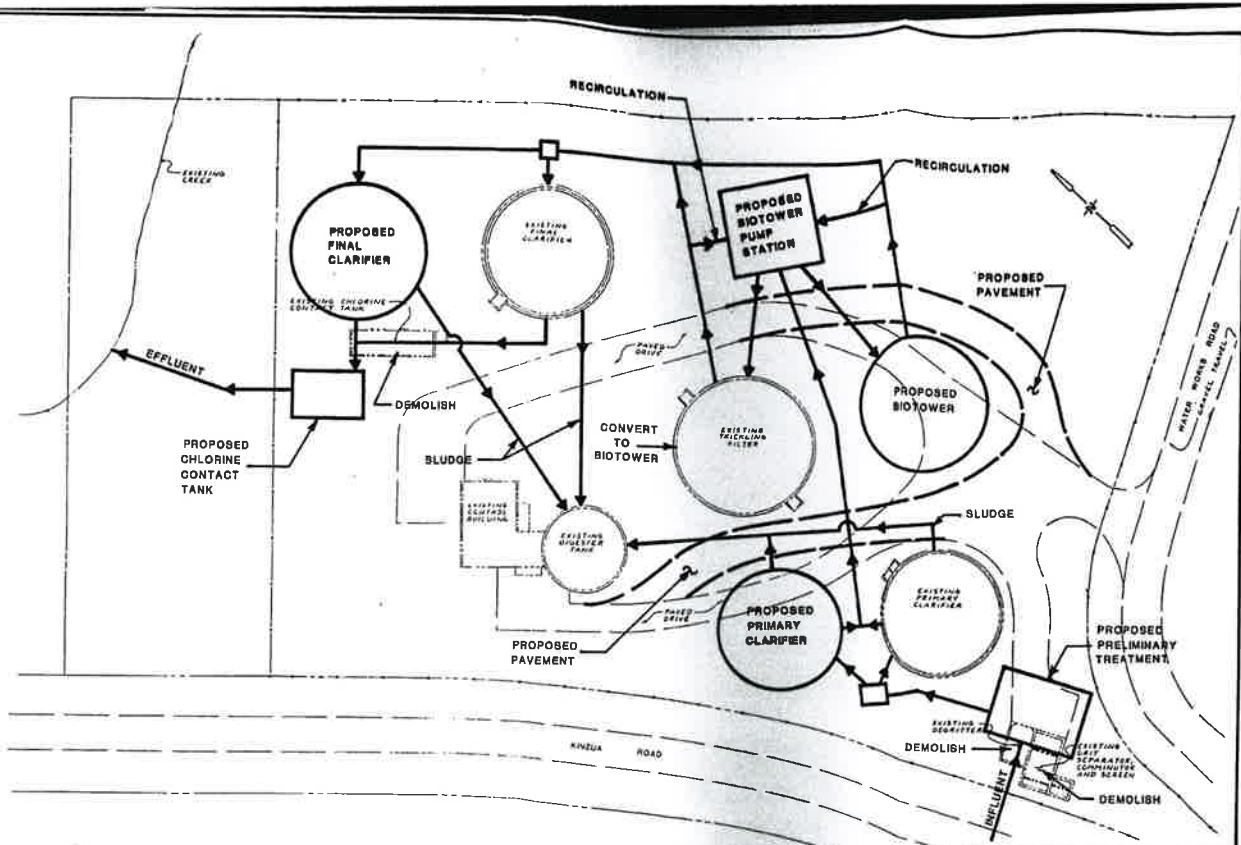 RECIRCULATION
RECIRCULATION
EXISTING
CREEK
PROPOSED
FINAL
CLARIFIER
EXISTING
FINAL
CLARIFIER
PROPOSED
BIOTOWER
PUMP
STATION
PROPOSED
PAVEMENT
EXISTING CHLORINE
CONTACT TANK
EFFLUENT
DEMOLISH
PROPOSED
CHLORINE
CONTACT
TANK
PAVED
DRIVE
PROPOSED
BIOTOWER
WATER WORKS ROAD
GRAVEL TRAVEL
CONVERT
TO
BIOTOWER
EXISTING
TRICKLING
FILTER
SLUDGE
EXISTING
CONTROL
BUILDING
EXISTING
DIGESTER
TANK
SLUDGE
PAVED
DRIVE
PROPOSED
PAVEMENT
PROPOSED
PRIMARY
CLARIFIER
EXISTING
PRIMARY
CLARIFIER
PROPOSED
PRELIMINARY
TREATMENT
EXISTING
DEGRITTER
DEMOLISH
EXISTING
GRIT
SEPARATOR,
COMMINUTOR
AND SCREEN
DEMOLISH
INFLUENT
KINZUA ROAD